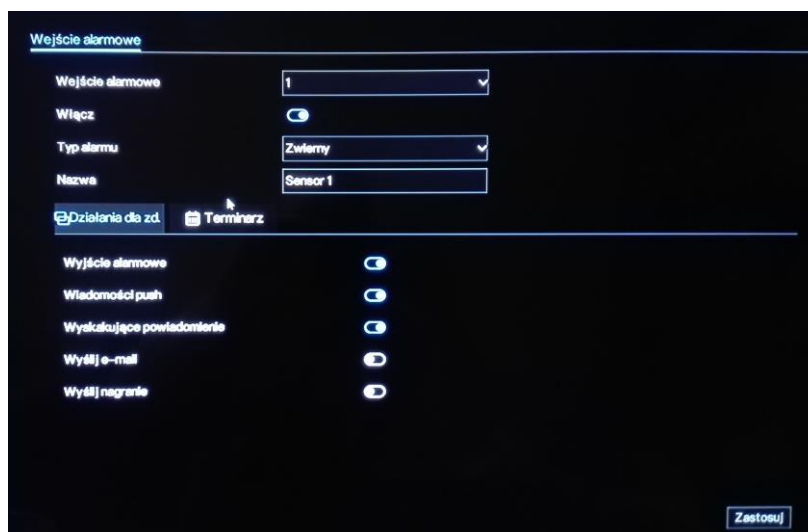 Wejście alarmowe
Wejście alarmowe 1
Włącz
Typ alarmu Zwierny
Nazwa Sensor 1
Działania dla zd. Terminarz
Wyjście alarmowe
Wiadomości push
Wyskakujące powiadomienie
Wyślij e-mail
Wyślij nagranie
Zastosuj